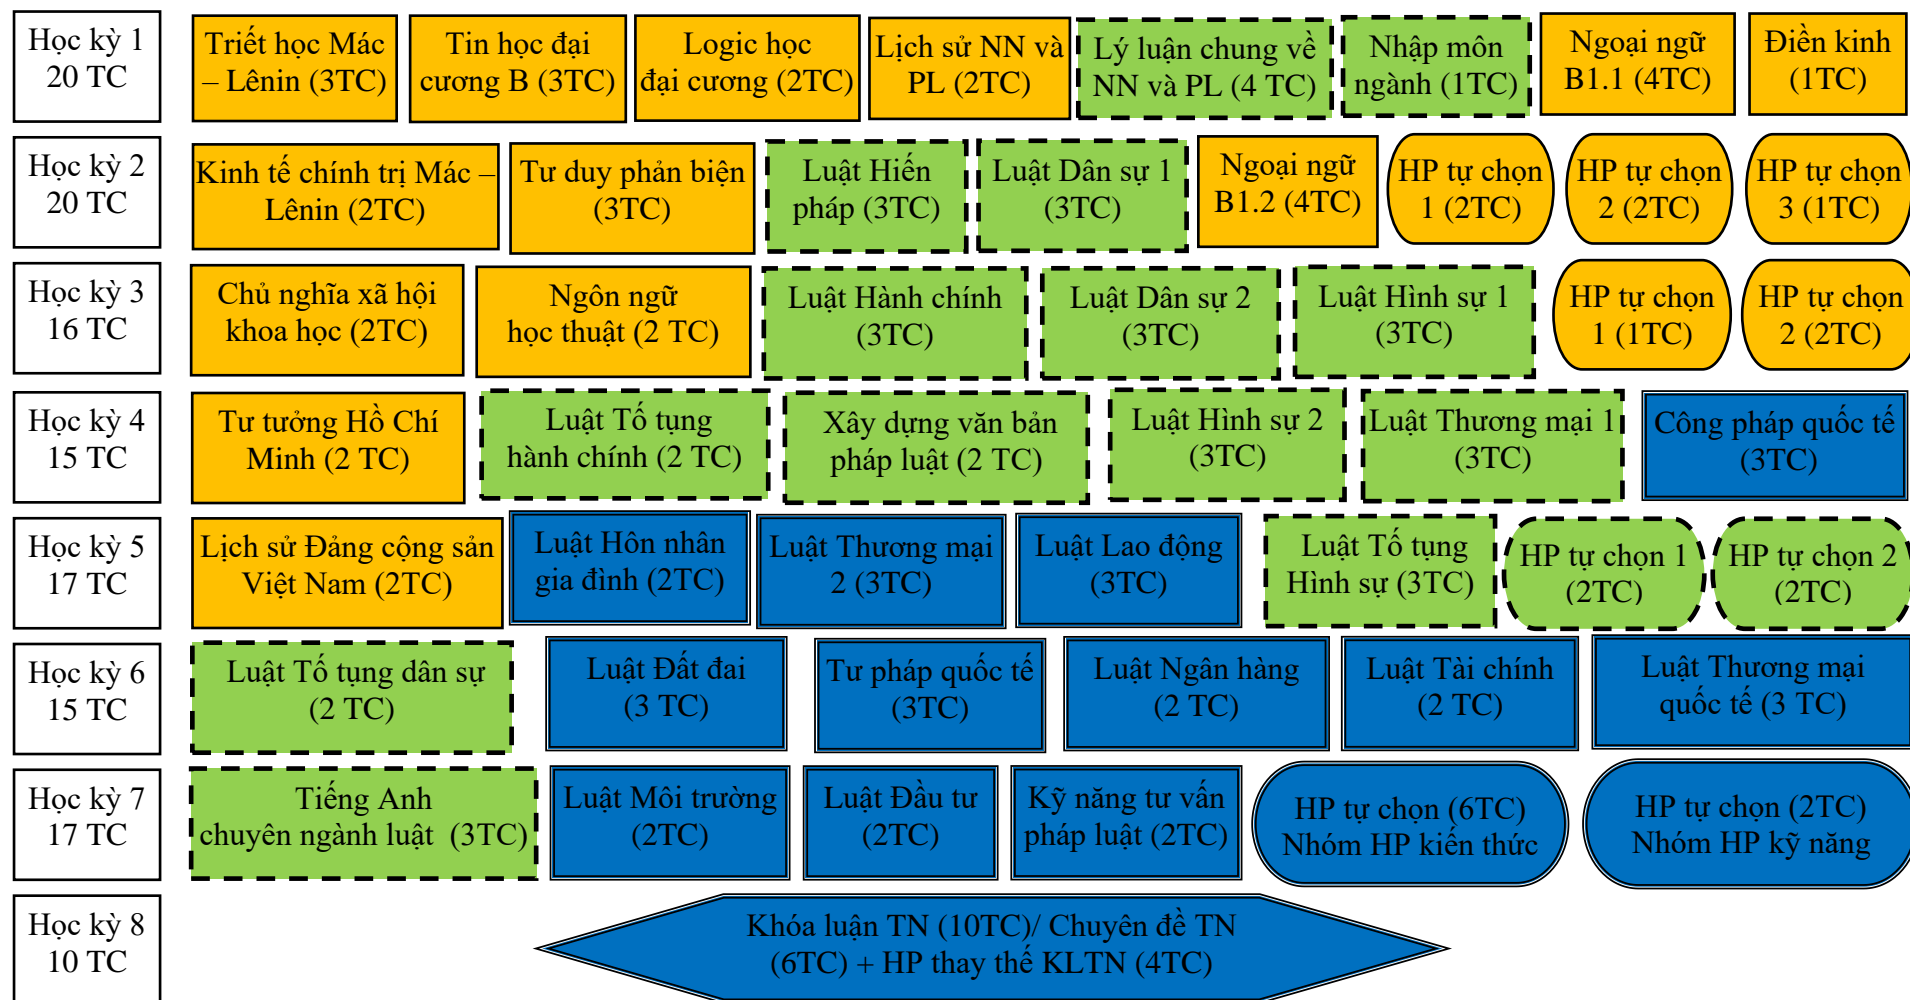 Học kỳ 1
20 TC
Triết học Mác
– Lênin (3TC)
Tin học đại
cương B (3TC)
Logic học
đại cương (2TC)
Lịch sử NN và
PL (2TC)
Lý luận chung về
NN và PL (4 TC)
Nhập môn
ngành (1TC)
Ngoại ngữ
B1.1 (4TC)
Điền kinh
(1TC)
Học kỳ 2
20 TC
Kinh tế chính trị Mác –
Lênin (2TC)
Tư duy phản biện
(3TC)
Luật Hiến
pháp (3TC)
Luật Dân sự 1
(3TC)
Ngoại ngữ
B1.2 (4TC)
HP tự chọn
1 (2TC)
HP tự chọn
2 (2TC)
HP tự chọn
3 (1TC)
Học kỳ 3
16 TC
Chủ nghĩa xã hội
khoa học (2TC)
Ngôn ngữ
học thuật (2 TC)
Luật Hành chính
(3TC)
Luật Dân sự 2
(3TC)
Luật Hình sự 1
(3TC)
HP tự chọn
1 (1TC)
HP tự chọn
2 (2TC)
Học kỳ 4
15 TC
Tư tưởng Hồ Chí
Minh (2 TC)
Luật Tố tụng
hành chính (2 TC)
Xây dựng văn bản
pháp luật (2 TC)
Luật Hình sự 2
(3TC)
Luật Thương mại 1
(3TC)
Công pháp quốc tế
(3TC)
Học kỳ 5
17 TC
Lịch sử Đảng cộng sản
Việt Nam (2TC)
Luật Hôn nhân
gia đình (2TC)
Luật Thương mại
2 (3TC)
Luật Lao động
(3TC)
Luật Tố tụng
Hình sự (3TC)
HP tự chọn 1
(2TC)
HP tự chọn 2
(2TC)
Học kỳ 6
15 TC
Luật Tố tụng dân sự
(2 TC)
Luật Đất đai
(3 TC)
Tư pháp quốc tế
(3TC)
Luật Ngân hàng
(2 TC)
Luật Tài chính
(2 TC)
Luật Thương mại
quốc tế (3 TC)
Học kỳ 7
17 TC
Tiếng Anh
chuyên ngành luật (3TC)
Luật Môi trường
(2TC)
Luật Đầu tư
(2TC)
Kỹ năng tư vấn
pháp luật (2TC)
HP tự chọn (6TC)
Nhóm HP kiến thức
HP tự chọn (2TC)
Nhóm HP kỹ năng
Học kỳ 8
10 TC
Khóa luận TN (10TC)/ Chuyên đề TN
(6TC) + HP thay thế KLTN (4TC)